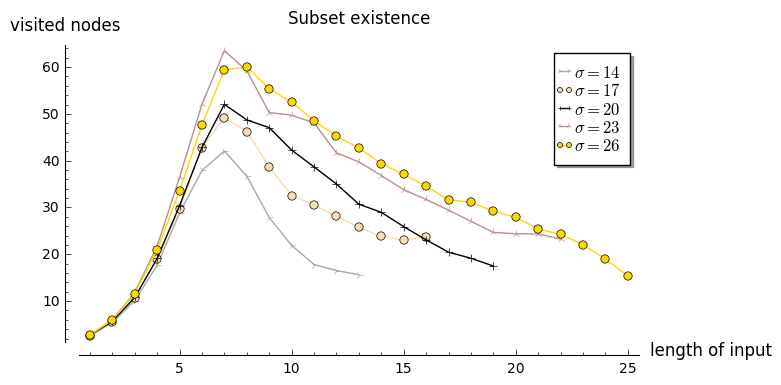 Subset existence
visited nodes
60
50
40
30
20
10
σ = 14
σ = 17
σ = 20
σ = 23
σ = 26
5 10 15 20 25
length of input